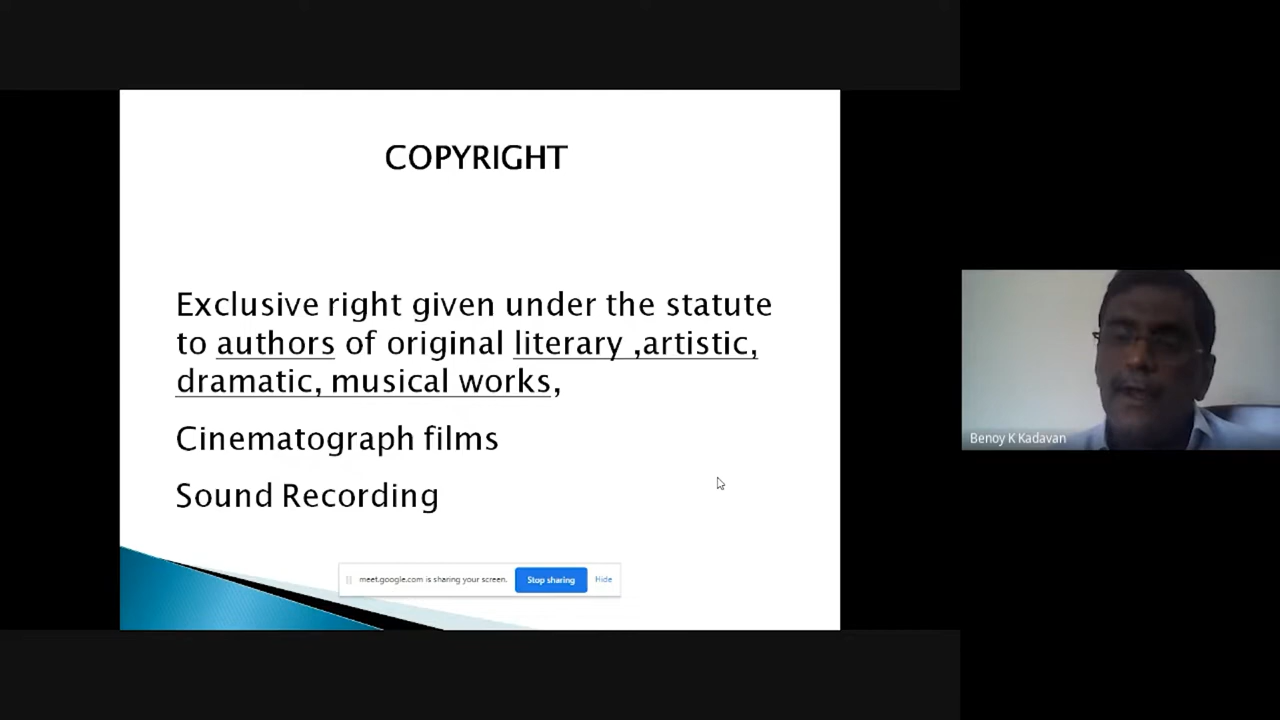 COPYRIGHT
Exclusive right given under the statute
to authors of original literary ,artistic,
dramatic, musical works,
Cinematograph films
Sound Recording
meet.google.com is sharing your screen. Stop sharing Hide
Benoy K Kadavan